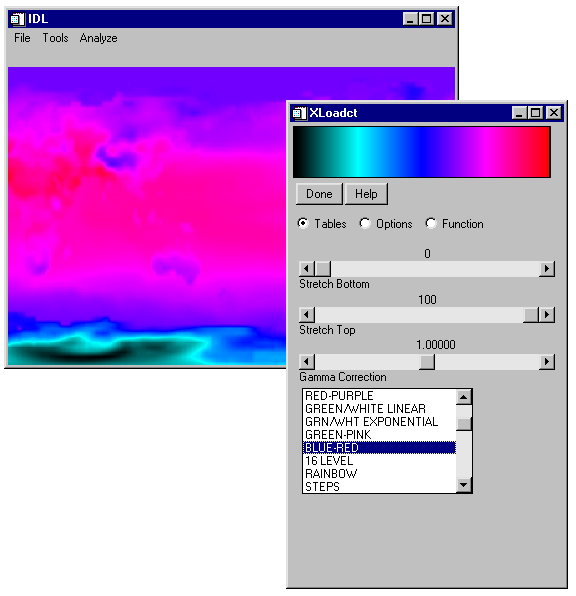 IDL
File Tools Analyze
XLoadct
Done Help
Tables Options Function
0
Stretch Bottom
100
Stretch Top
1.00000
Gamma Correction
RED-PURPLE
GREEN/WHITE LINEAR
GRN/WHT EXPONENTIAL
GREEN-PINK
BLUE-RED
16 LEVEL
RAINBOW
STEPS